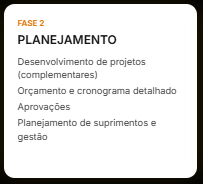 FASE 2
PLANEJAMENTO
Desenvolvimento de projetos
(complementares)
Orçamento e cronograma detalhado
Aprovações
Planejamento de suprimentos e
gestão